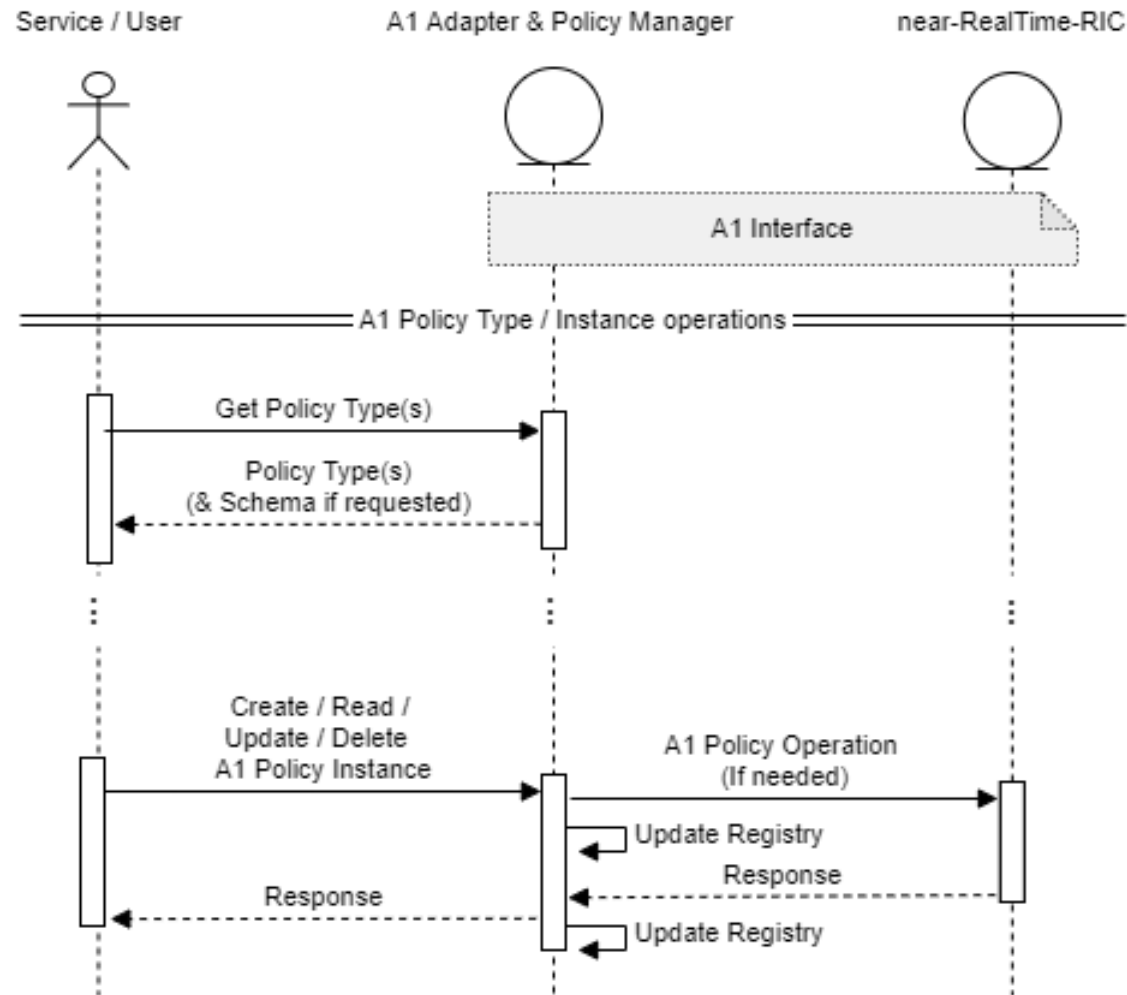 Service / User
A1 Adapter & Policy Manager
near-RealTime-RIC
A1 Interface
A1 Policy Type / Instance operations
Get Policy Type(s)
Policy Type(s)
(& Schema if requested)
Create / Read /
Update / Delete
A1 Policy Instance
A1 Policy Operation
(If needed)
Update Registry
Response
Response
Update Registry